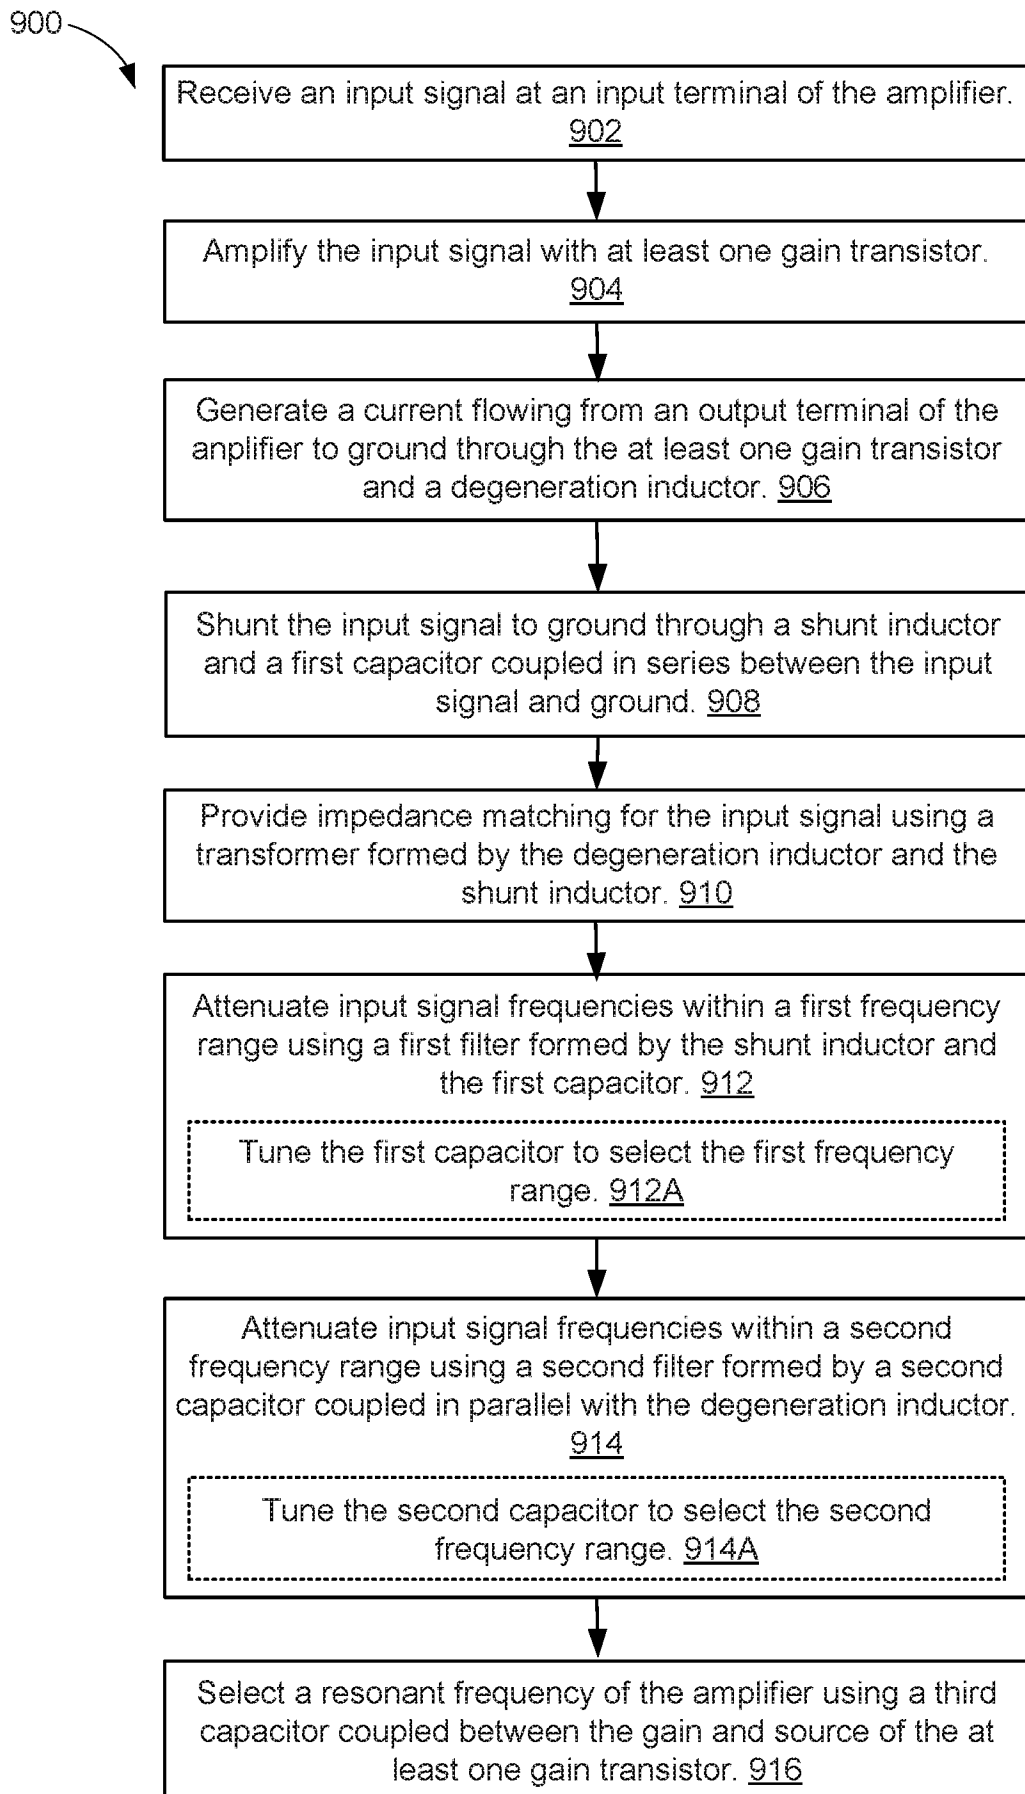 900
Receive an input signal at an input terminal of the amplifier.
902
Amplify the input signal with at least one gain transistor.
904
Generate a current flowing from an output terminal of the
anplifier to ground through the at least one gain transistor
and a degeneration inductor. 906
Shunt the input signal to ground through a shunt inductor
and a first capacitor coupled in series between the input
signal and ground. 908
Provide impedance matching for the input signal using a
transformer formed by the degeneration inductor and the
shunt inductor. 910
Attenuate input signal frequencies within a first frequency
range using a first filter formed by the shunt inductor and
the first capacitor. 912
Tune the first capacitor to select the first frequency
range. 912A
Attenuate input signal frequencies within a second
frequency range using a second filter formed by a second
capacitor coupled in parallel with the degeneration inductor.
914
Tune the second capacitor to select the second
frequency range. 914A
Select a resonant frequency of the amplifier using a third
capacitor coupled between the gain and source of the at
least one gain transistor. 916